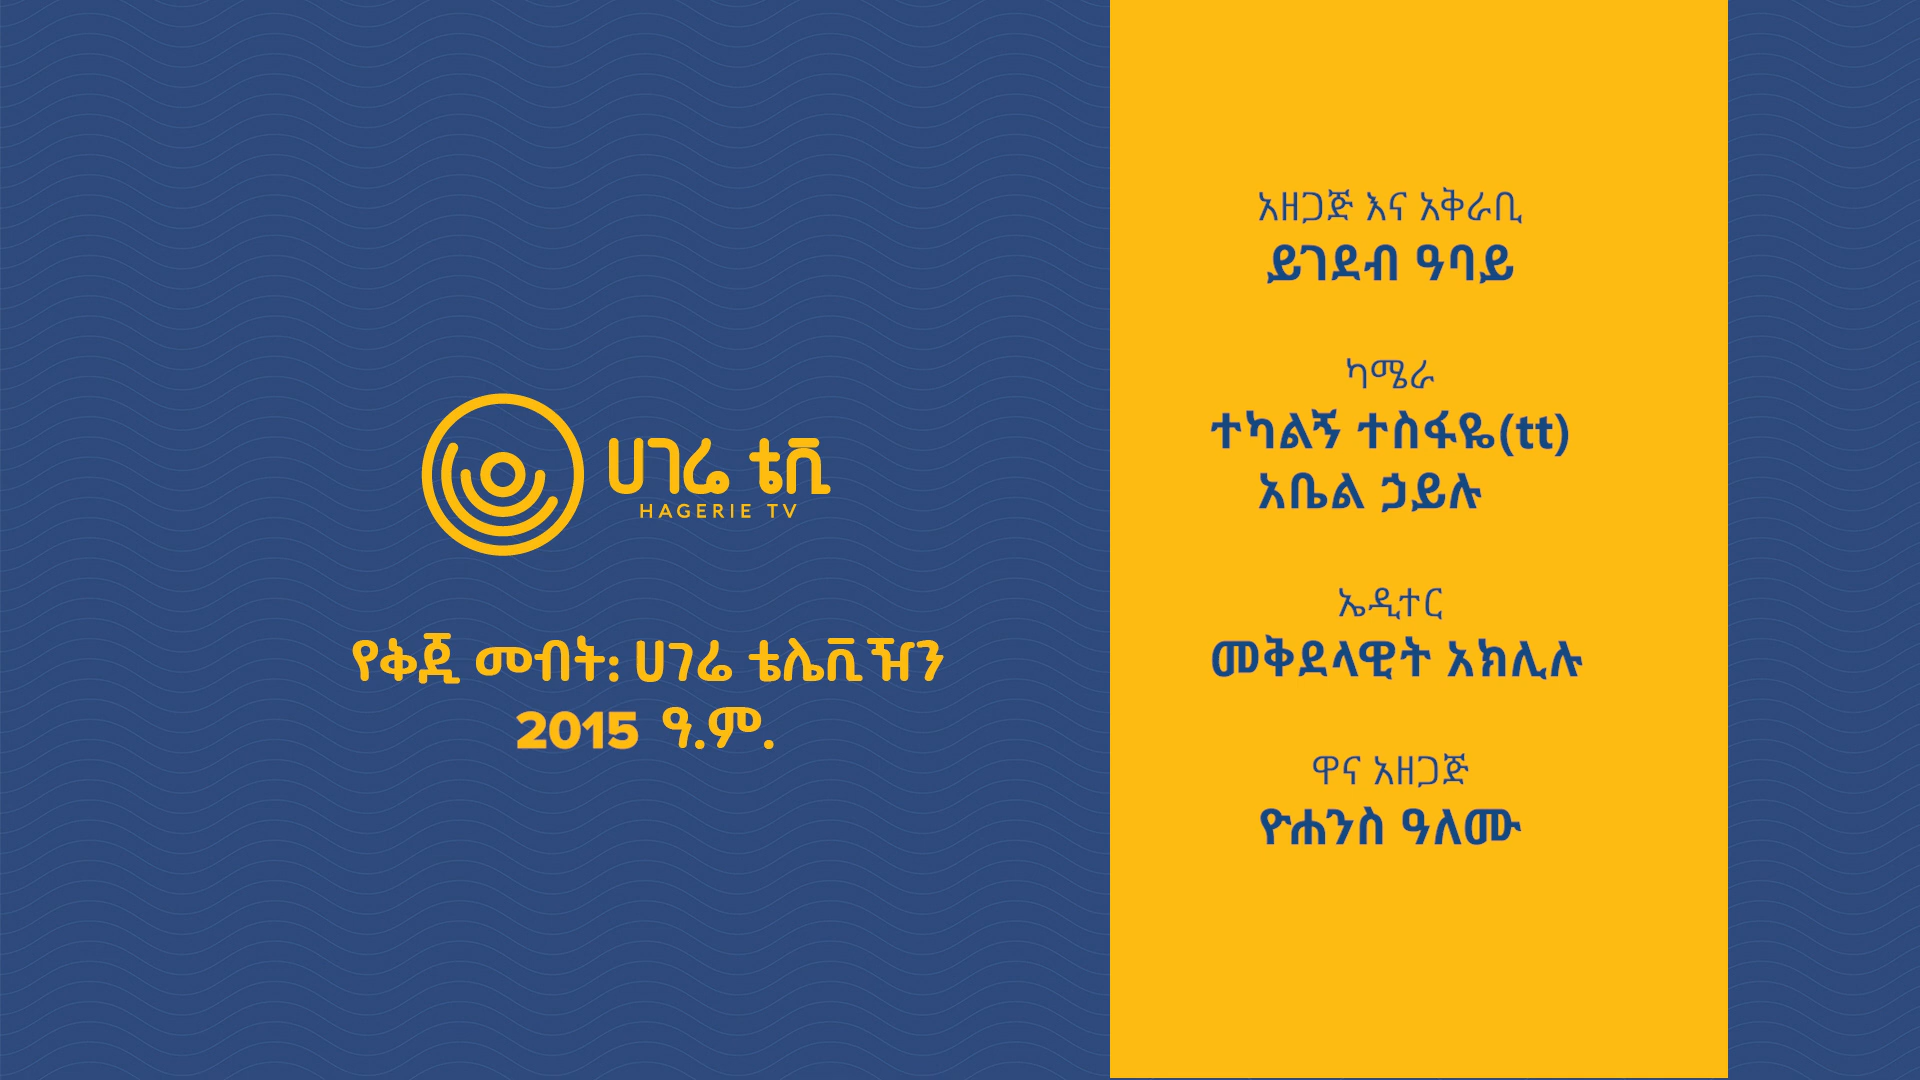 ሀገሬ ቴቪ
HAGERIE TV
የቅጂ መብት: ሀገሬ ቴሌቪዥን
2015 ዓ.ም.
አዘጋጅ እና አቅራቢ
ይገደብ ዓባይ
ካሜራ
ተካልኝ ተስፋዬ(tt)
አቤል ኃይሉ
ኤዲተር
መቅደላዊት አክሊሉ
ዋና አዘጋጅ
ዮሐንስ ዓለሙ